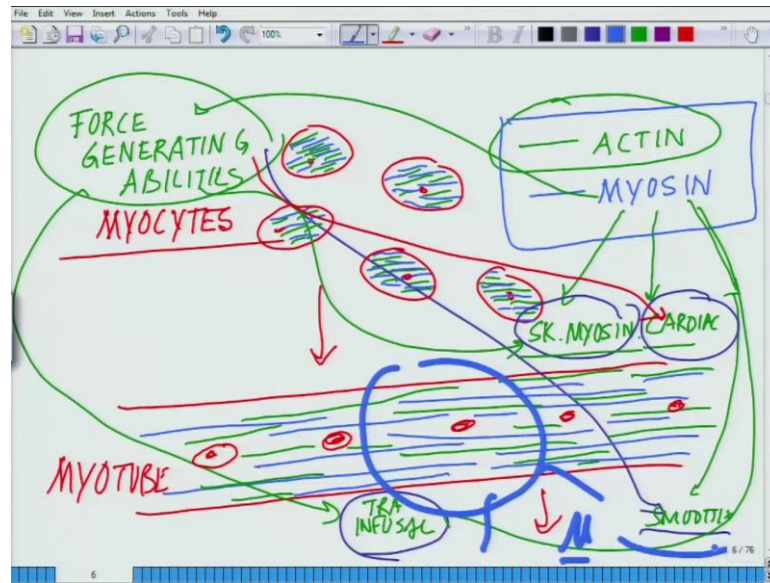 File Edit View Insert Actions Tools Help
100%
B I
FORCE
GENERATING
ABILITIES
ACTIN
MYOSIN
MYOCYTES
SK. MYOSIN
CARDIAC
MYOTUBE
TRA
INFUSAL
M
SMOOTH
6/76
6